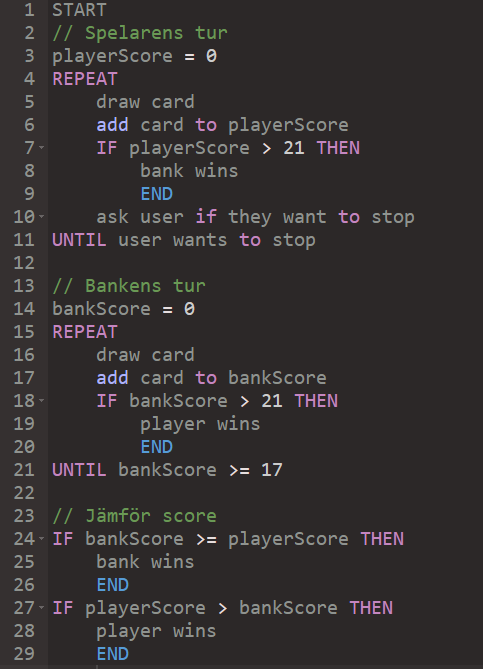 1 START
2 // Spelarens tur
3 playerScore = 0
4 REPEAT
5     draw card
6     add card to playerScore
7     IF playerScore > 21 THEN
8         bank wins
9         END
10     ask user if they want to stop
11 UNTIL user wants to stop
12
13 // Bankens tur
14 bankScore = 0
15 REPEAT
16     draw card
17     add card to bankScore
18     IF bankScore > 21 THEN
19         player wins
20         END
21 UNTIL bankScore >= 17
22
23 // Jämför score
24 IF bankScore >= playerScore THEN
25     bank wins
26     END
27 IF playerScore > bankScore THEN
28     player wins
29     END